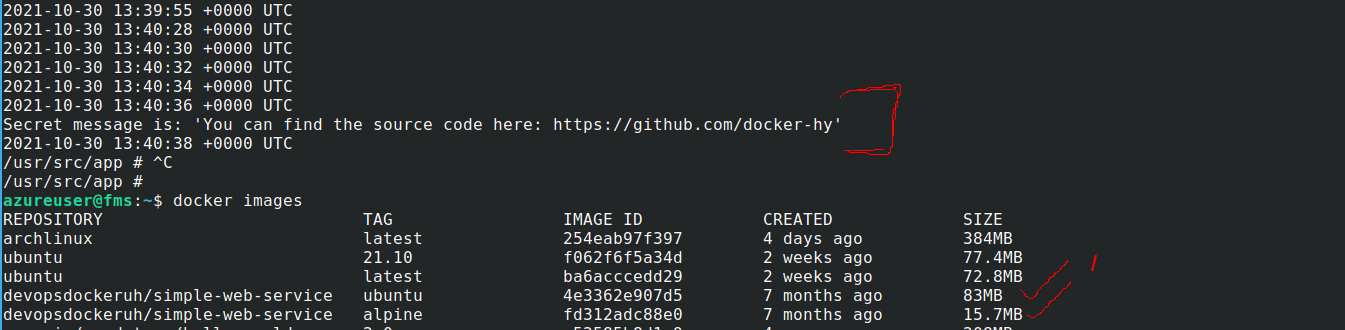 2021-10-30 13:39:55 +0000 UTC
2021-10-30 13:40:28 +0000 UTC
2021-10-30 13:40:30 +0000 UTC
2021-10-30 13:40:32 +0000 UTC
2021-10-30 13:40:34 +0000 UTC
2021-10-30 13:40:36 +0000 UTC
Secret message is: 'You can find the source code here: https://github.com/docker-hy'
2021-10-30 13:40:38 +0000 UTC
/usr/src/app # ^C
/usr/src/app #
azureuser@fms:~$ docker images
REPOSITORY TAG IMAGE ID CREATED SIZE
archlinux latest 254eab97f397 4 days ago 384MB
ubuntu 21.10 f062f6f5a34d 2 weeks ago 77.4MB
ubuntu latest ba6acccedd29 2 weeks ago 72.8MB
devopsdockeruh/simple-web-service ubuntu 4e3362e907d5 7 months ago 83MB
devopsdockeruh/simple-web-service alpine fd312adc88e0 7 months ago 15.7MB